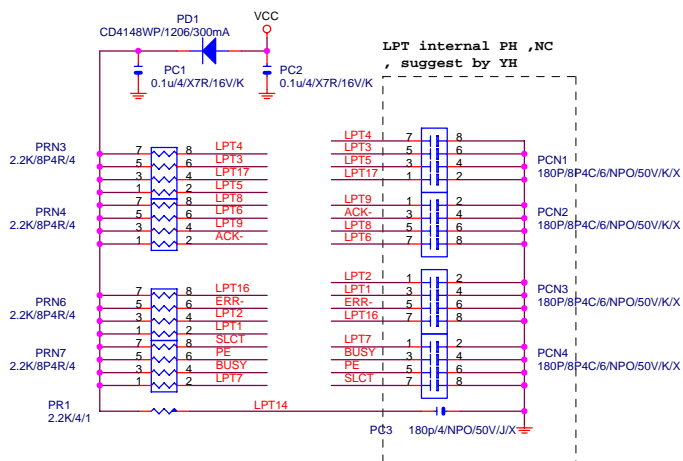 PD1
VCC
CD4148WP/1206/300mA
LPT internal PH ,NC
, suggest by YH
PC1
0.1u/4/X7R/16V/K
PC2
0.1u/4/X7R/16V/K
PRN3
2.2K/8P4R/4
7 8 LPT4
5 6 LPT3
3 4 LPT17
1 2 LPT5
PRN4
2.2K/8P4R/4
7 8 LPT8
5 6 LPT6
3 4 LPT9
1 2 ACK-
PRN6
2.2K/8P4R/4
7 8 LPT16
5 6 ERR-
3 4 LPT2
1 2 LPT1
PRN7
2.2K/8P4R/4
7 8 SLCT
5 6 PE
3 4 BUSY
1 2 LPT7
PR1
2.2K/4/1
LPT14
LPT4 7 8
LPT3 5 6
LPT5 3 4
LPT17 1 2
PCN1
180P/8P4C/6/NPO/50V/K/X
LPT9 1 2
ACK- 3 4
LPT8 5 6
LPT6 7 8
PCN2
180P/8P4C/6/NPO/50V/K/X
LPT2 1 2
LPT1 3 4
ERR- 5 6
LPT16 7 8
PCN3
180P/8P4C/6/NPO/50V/K/X
LPT7 1 2
BUSY 3 4
PE 5 6
SLCT 7 8
PCN4
180P/8P4C/6/NPO/50V/K/X
PC3
180p/4/NPO/50V/J/X